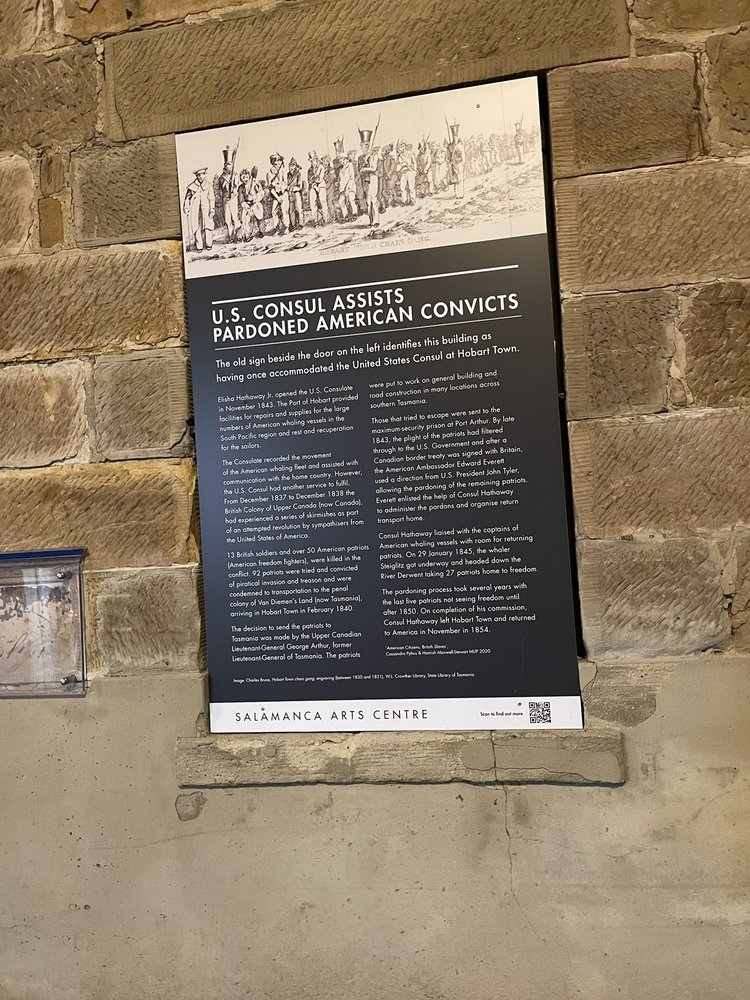 HOBART TOWN CHAIN GANG.
U.S. CONSUL ASSISTS
PARDONED AMERICAN CONVICTS
The old sign beside the door on the left identifies this building as
having once accommodated the United States Consul at Hobart Town.
Elisha Hathaway Jr. opened the U.S. Consulate
in November 1843. The Port of Hobart provided
facilities for repairs and supplies for the large
numbers of American whaling vessels in the
South Pacific region and rest and recuperation
for the sailors.
The Consulate recorded the movement
of the American whaling fleet and assisted with
communication with the home country. However,
the U.S. Consul had another service to fulfil.
From December 1837 to December 1838 the
British Colony of Upper Canada (now Canada),
had experienced a series of skirmishes as part
of an attempted revolution by sympathisers from
the United States of America.
13 British soldiers and over 50 American patriots
(American freedom fighters), were killed in the
conflict. 92 patriots were tried and convicted
of piratical invasion and treason and were
condemned to transportation to the penal
colony of Van Diemen's Land (now Tasmania),
arriving in Hobart Town in February 1840.
The decision to send the patriots to
Tasmania was made by the Upper Canadian
Lieutenant-General George Arthur, former
Lieutenant-General of Tasmania. The patriots
were put to work on general building and
road construction in many locations across
southern Tasmania.
Those that tried to escape were sent to the
maximum-security prison at Port Arthur. By late
1843, the plight of the patriots had filtered
through to the U.S. Government and after a
Canadian border treaty was signed with Britain,
the American Ambassador Edward Everett
used a direction from U.S. President John Tyler,
allowing the pardoning of the remaining patriots.
Everett enlisted the help of Consul Hathaway
to administer the pardons and organise return
transport home.
Consul Hathaway liaised with the captains of
American whaling vessels with room for returning
patriots. On 29 January 1845, the whaler
Steiglitz got underway and headed down the
River Derwent taking 27 patriots home to freedom.
The pardoning process took several years with
the last five patriots not seeing freedom until
after 1850. On completion of his commission,
Consul Hathaway left Hobart Town and returned
to America in November in 1854.
'American Citizens, British Slaves',
Cassandra Pybus & Hamish Maxwell-Stewart MUP 2020.
Image: Charles Bruce, Hobart Town chain gang, engraving (Between 1830 and 1831), W.L. Crowther Library, State Library of Tasmania
SALAMANCA ARTS CENTRE
Scan to find out more